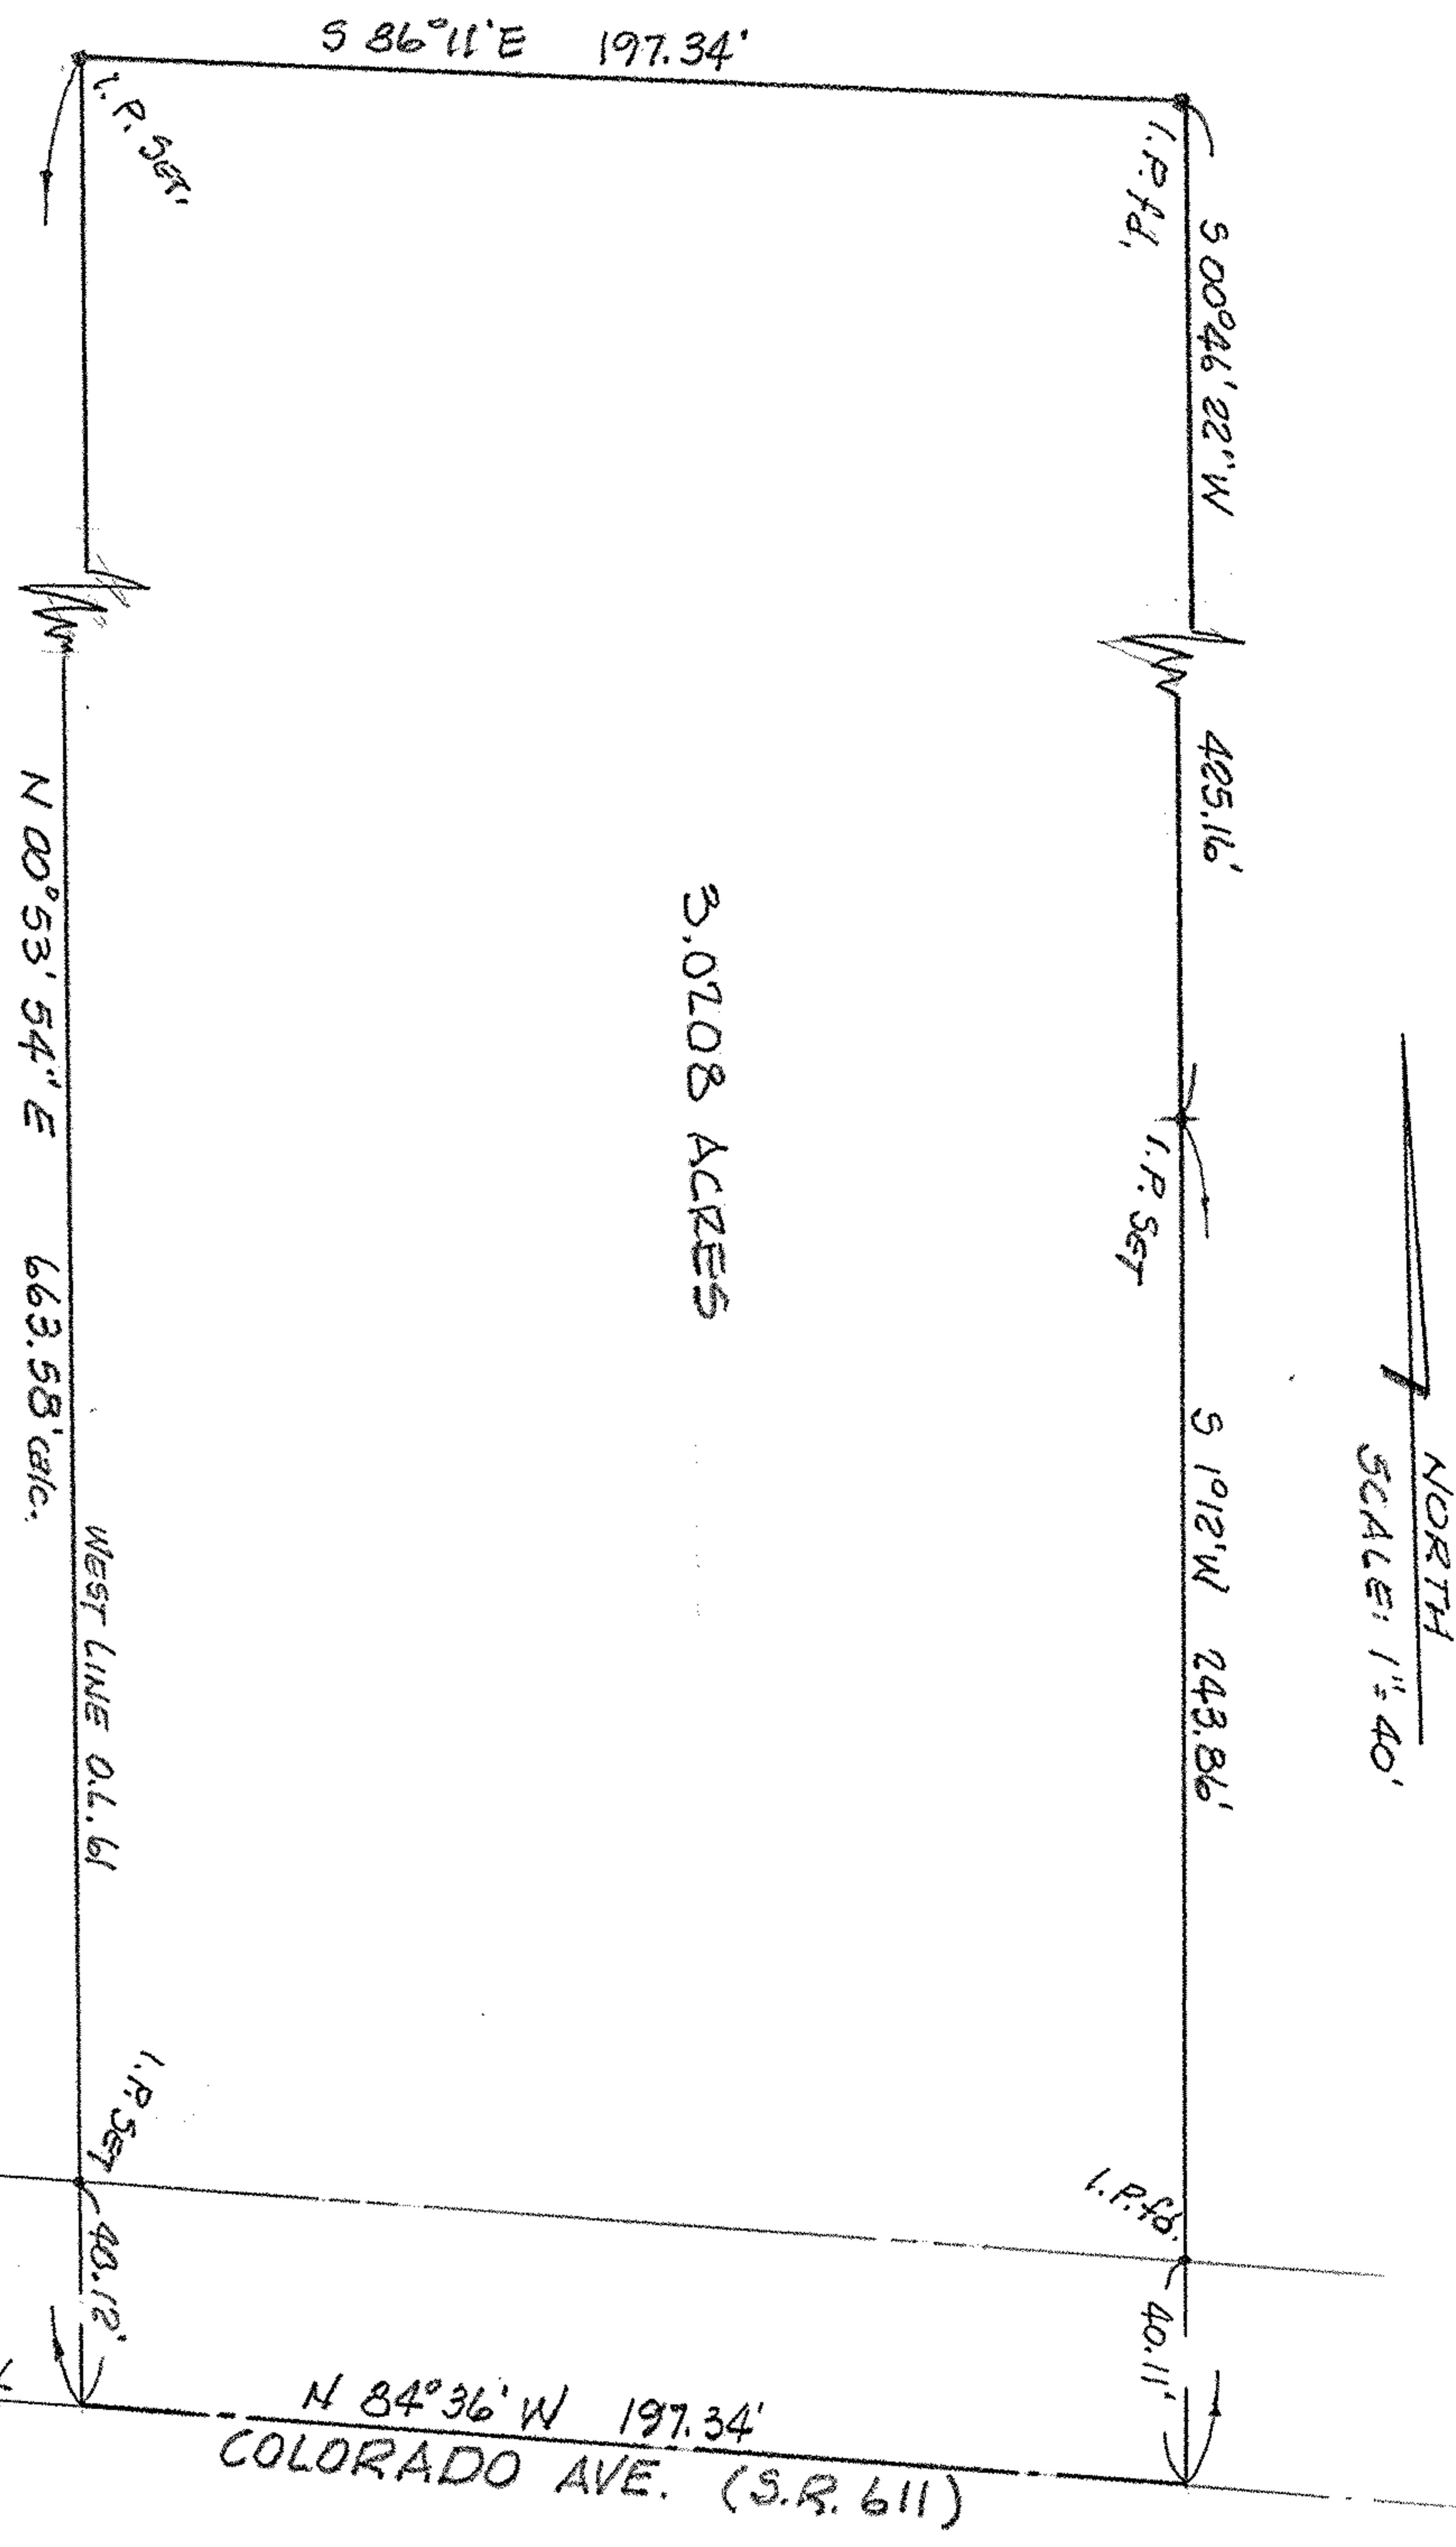 S 86°11'E 197.34'
I. P. SET.
I. P. fd.
S 00°46'22"W
425.16'
I. P. SET
S 1°12'W 243.86'
NORTH
SCALE: 1" = 40'
3.0208 ACRES
N 00°53'54" E 663.58' calc.
WEST LINE O.L. 61
I. P. SET
40.12'
I. P. fd.
40.11'
N 84°36' W 197.34'
COLORADO AVE. (S.R. 611)